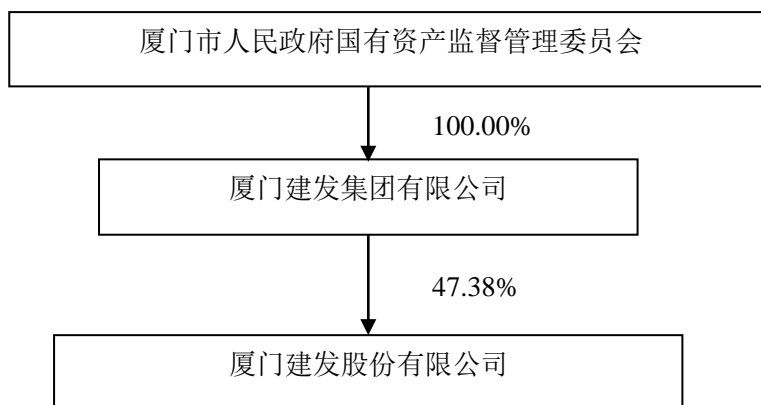 厦门市人民政府国有资产监督管理委员会
100.00%
厦门建发集团有限公司
47.38%
厦门建发股份有限公司